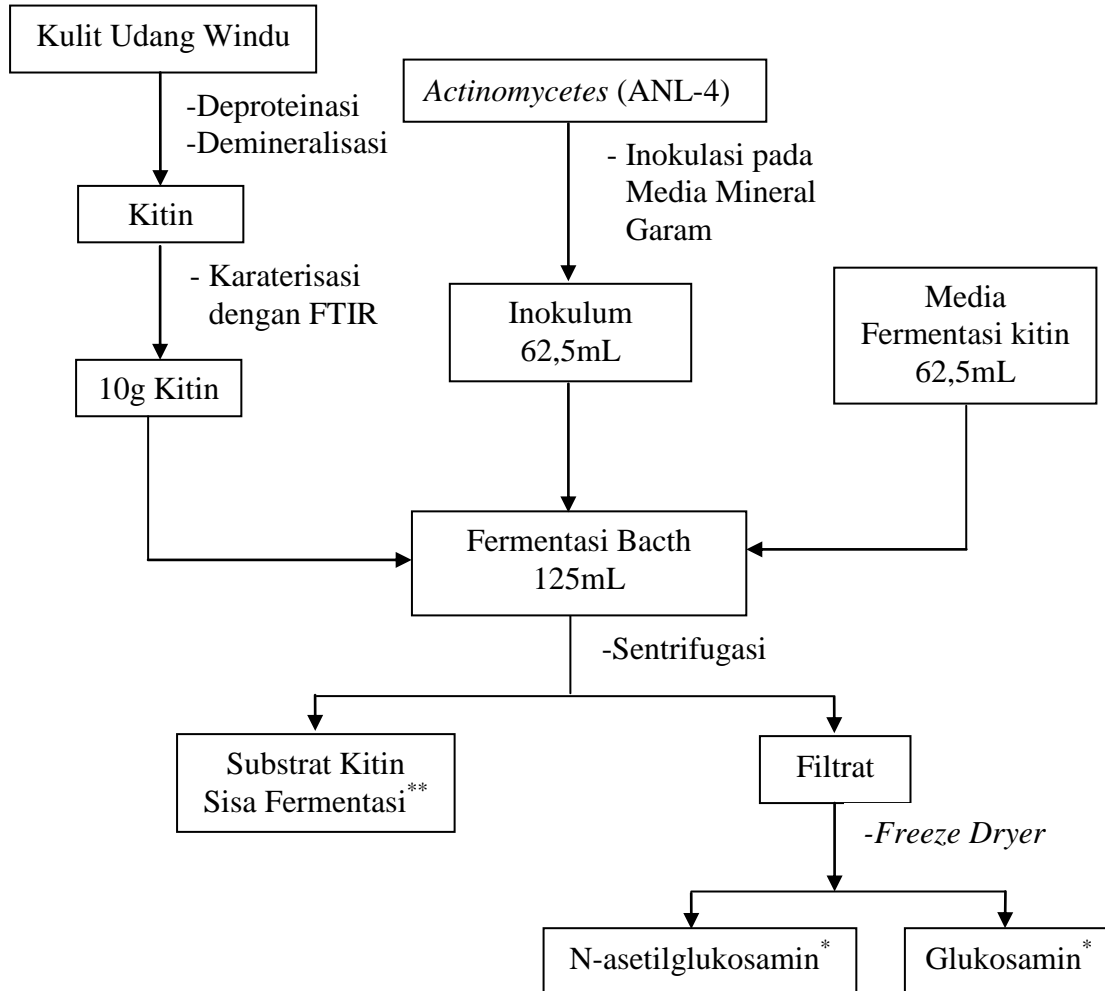 Kulit Udang Windu
-Deproteinasi
-Demineralisasi
Kitin
- Karaterisasi
dengan FTIR
10g Kitin
Actinomycetes (ANL-4)
- Inokulasi pada
Media Mineral
Garam
Inokulum
62,5mL
Media
Fermentasi kitin
62,5mL
Fermentasi Bacth
125mL
-Sentrifugasi
Substrat Kitin
Sisa Fermentasi**
Filtrat
-Freeze Dryer
N-asetilglukosamin*
Glukosamin*